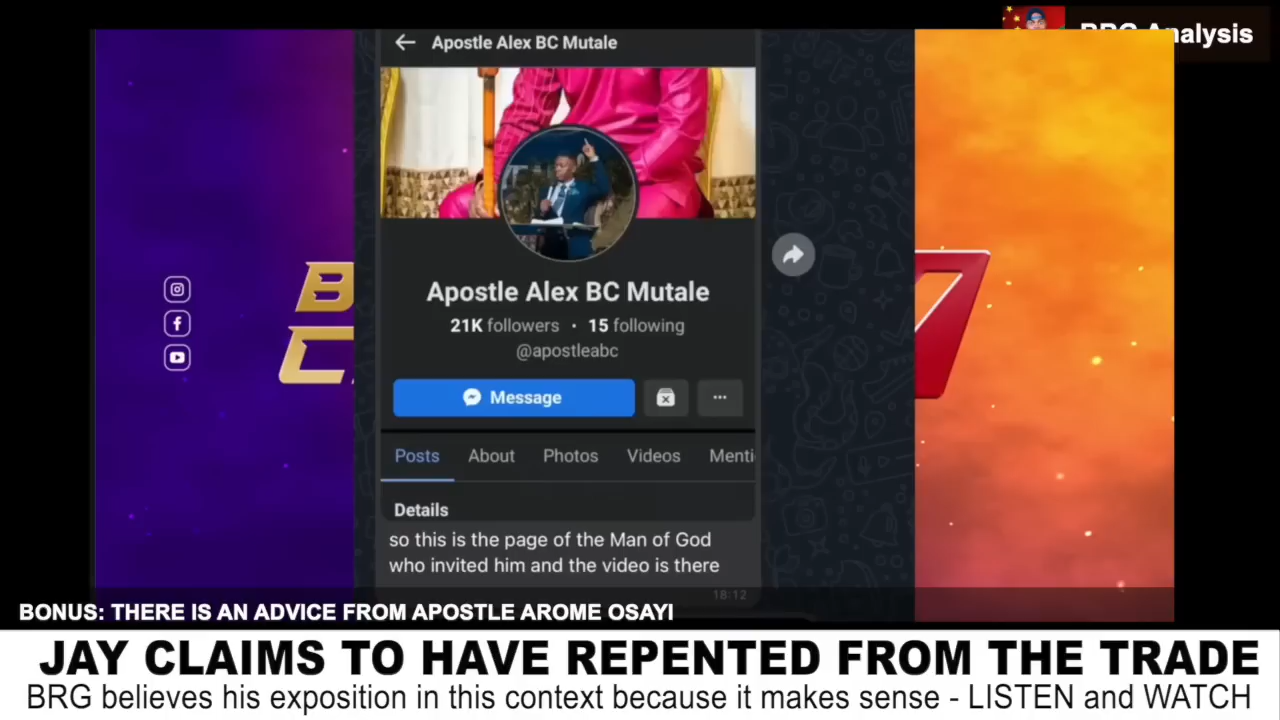 BRG Analysis
Apostle Alex BC Mutale
Apostle Alex BC Mutale
21K followers · 15 following
@apostleabc
Message
Posts About Photos Videos Menti
Details
so this is the page of the Man of God
who invited him and the video is there
18:12
BONUS: THERE IS AN ADVICE FROM APOSTLE AROME OSAYI
JAY CLAIMS TO HAVE REPENTED FROM THE TRADE
BRG believes his exposition in this context because it makes sense - LISTEN and WATCH